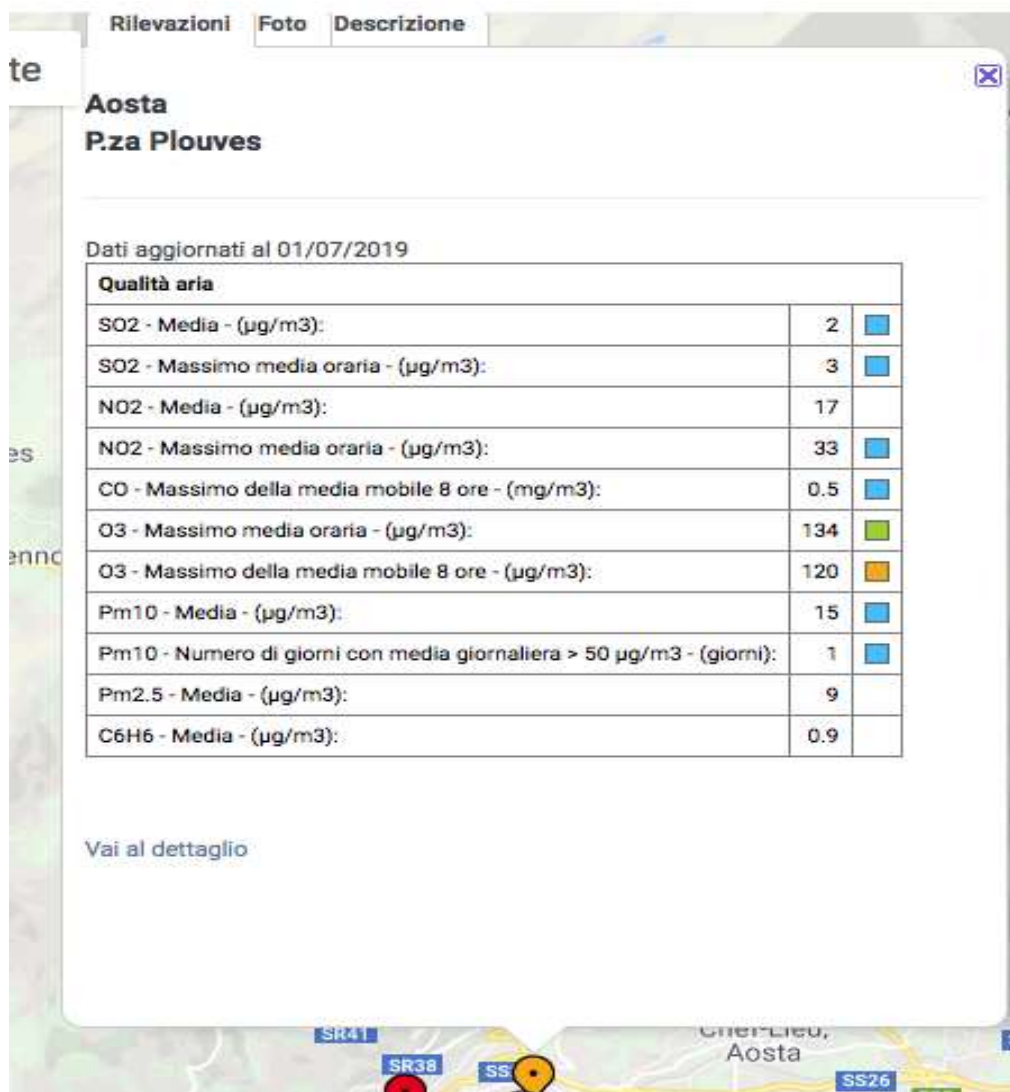 Rilevazioni Foto Descrizione
te
Aosta
P.za Plouves
Dati aggiornati al 01/07/2019
Qualità aria
SO2 - Media - (µg/m3): 2
SO2 - Massimo media oraria - (µg/m3): 3
NO2 - Media - (µg/m3): 17
NO2 - Massimo media oraria - (µg/m3): 33
CO - Massimo della media mobile 8 ore - (mg/m3): 0.5
O3 - Massimo media oraria - (µg/m3): 134
O3 - Massimo della media mobile 8 ore - (µg/m3): 120
Pm10 - Media - (µg/m3): 15
Pm10 - Numero di giorni con media giornaliera > 50 µg/m3 - (giorni): 1
Pm2.5 - Media - (µg/m3): 9
C6H6 - Media - (µg/m3): 0.9
es
enno
Vai al dettaglio
SR41
Chef-Lieu,
Aosta
SR38
SS
SS26